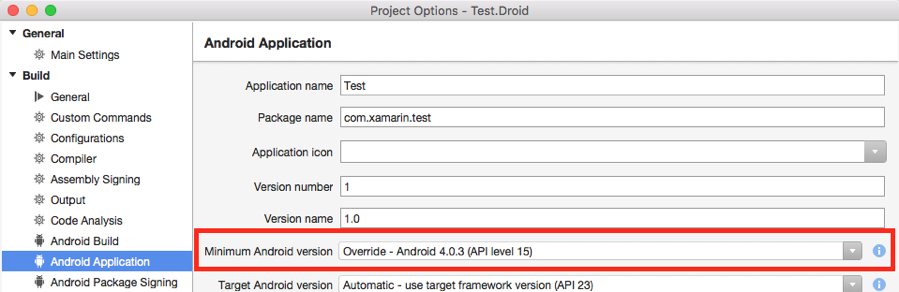 Project Options - Test.Droid
General
Main Settings
Build
General
Custom Commands
Configurations
Compiler
Assembly Signing
Output
Code Analysis
Android Build
Android Application
Android Package Signing
Android Application
Application name Test
Package name com.xamarin.test
Application icon
Version number 1
Version name 1.0
Minimum Android version Override - Android 4.0.3 (API level 15)
Target Android version Automatic - use target framework version (API 23)